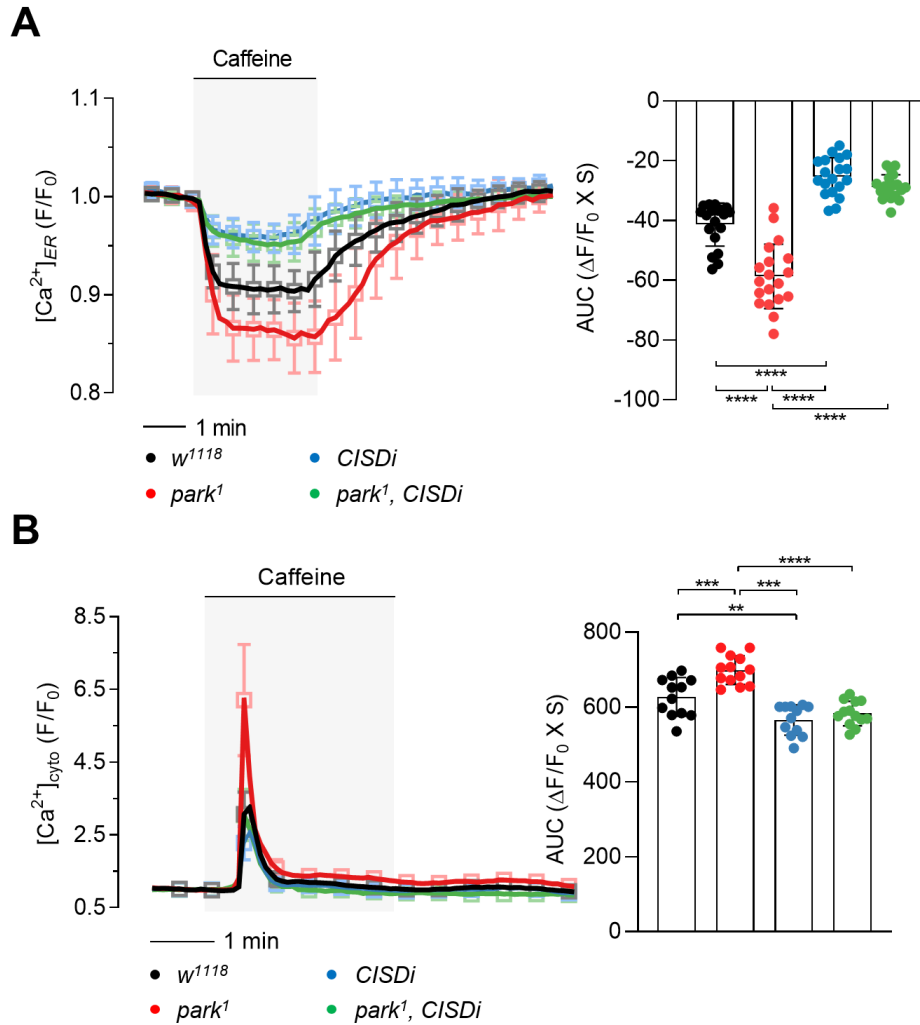 A
Caffeine
[Ca²⁺]ER (F/F₀)
1.1
1.0
0.9
0.8
1 min
w¹¹¹⁸
CISDi
park¹
park¹, CISDi
AUC (ΔF/F₀ X S)
0
-20
-40
-60
-80
-100
****
**** ****
****
B
Caffeine
[Ca²⁺]cyto (F/F₀)
8.5
6.5
4.5
2.5
0.5
1 min
w¹¹¹⁸
CISDi
park¹
park¹, CISDi
AUC (ΔF/F₀ X S)
****
*** ***
**
800
600
400
200
0